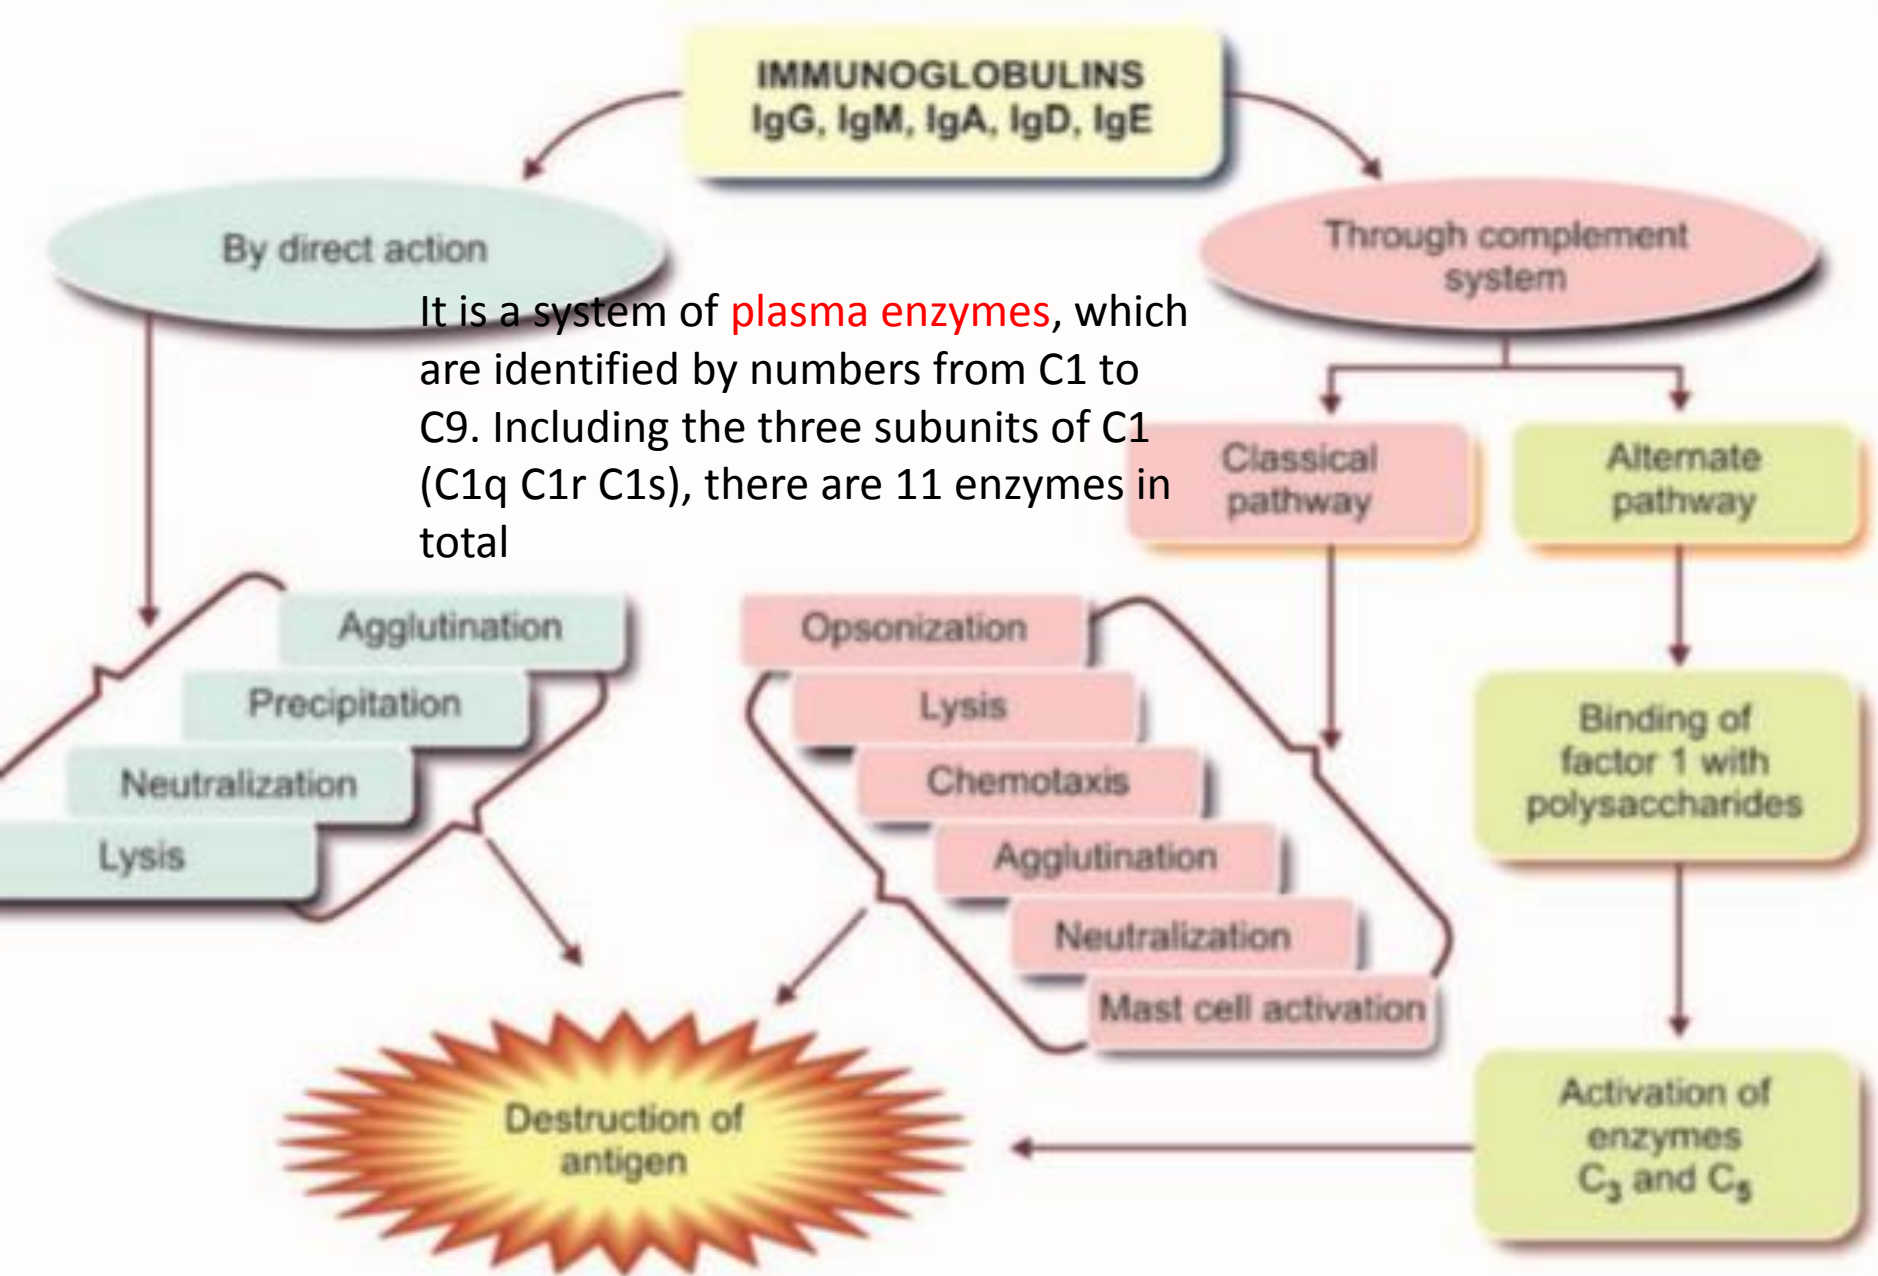 IMMUNOGLOBULINS
IgG, IgM, IgA, IgD, IgE
By direct action
Through complement
system
It is a system of plasma enzymes, which
are identified by numbers from C1 to
C9. Including the three subunits of C1
(C1q C1r C1s), there are 11 enzymes in
total
Classical
pathway
Alternate
pathway
Agglutination
Precipitation
Neutralization
Lysis
Opsonization
Lysis
Chemotaxis
Agglutination
Neutralization
Mast cell activation
Binding of
factor 1 with
polysaccharides
Activation of
enzymes
C₃ and C₅
Destruction of
antigen